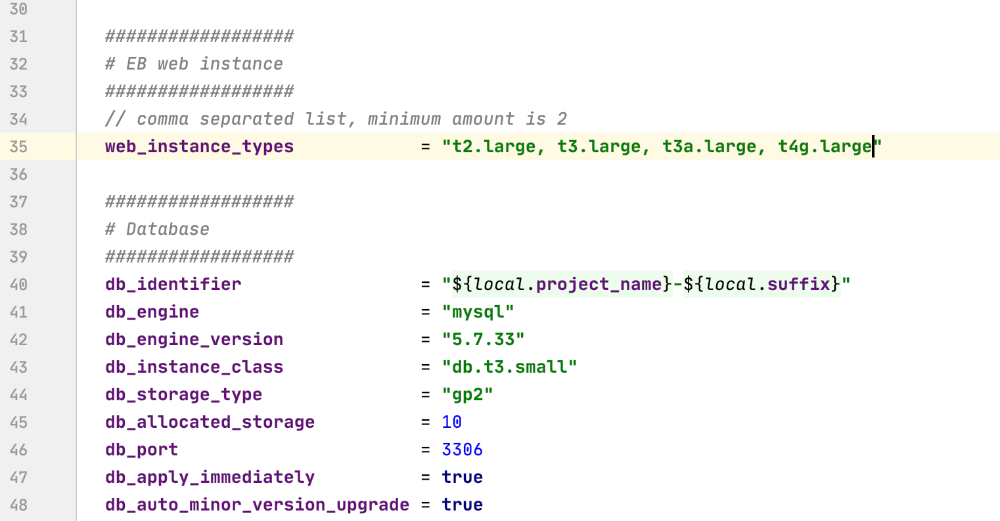 30
31 ##################
32 # EB web instance
33 ##################
34 // comma separated list, minimum amount is 2
35 web_instance_types = "t2.large, t3.large, t3a.large, t4g.large"
36
37 ##################
38 # Database
39 ##################
40 db_identifier = "${local.project_name}-${local.suffix}"
41 db_engine = "mysql"
42 db_engine_version = "5.7.33"
43 db_instance_class = "db.t3.small"
44 db_storage_type = "gp2"
45 db_allocated_storage = 10
46 db_port = 3306
47 db_apply_immediately = true
48 db_auto_minor_version_upgrade = true